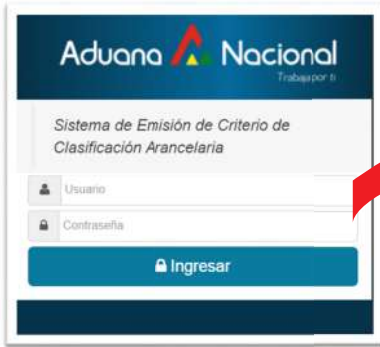 Aduana Nacional
Trabaja por ti
Sistema de Emisión de Criterio de
Clasificación Arancelaria
Usuario
Contraseña
Ingresar